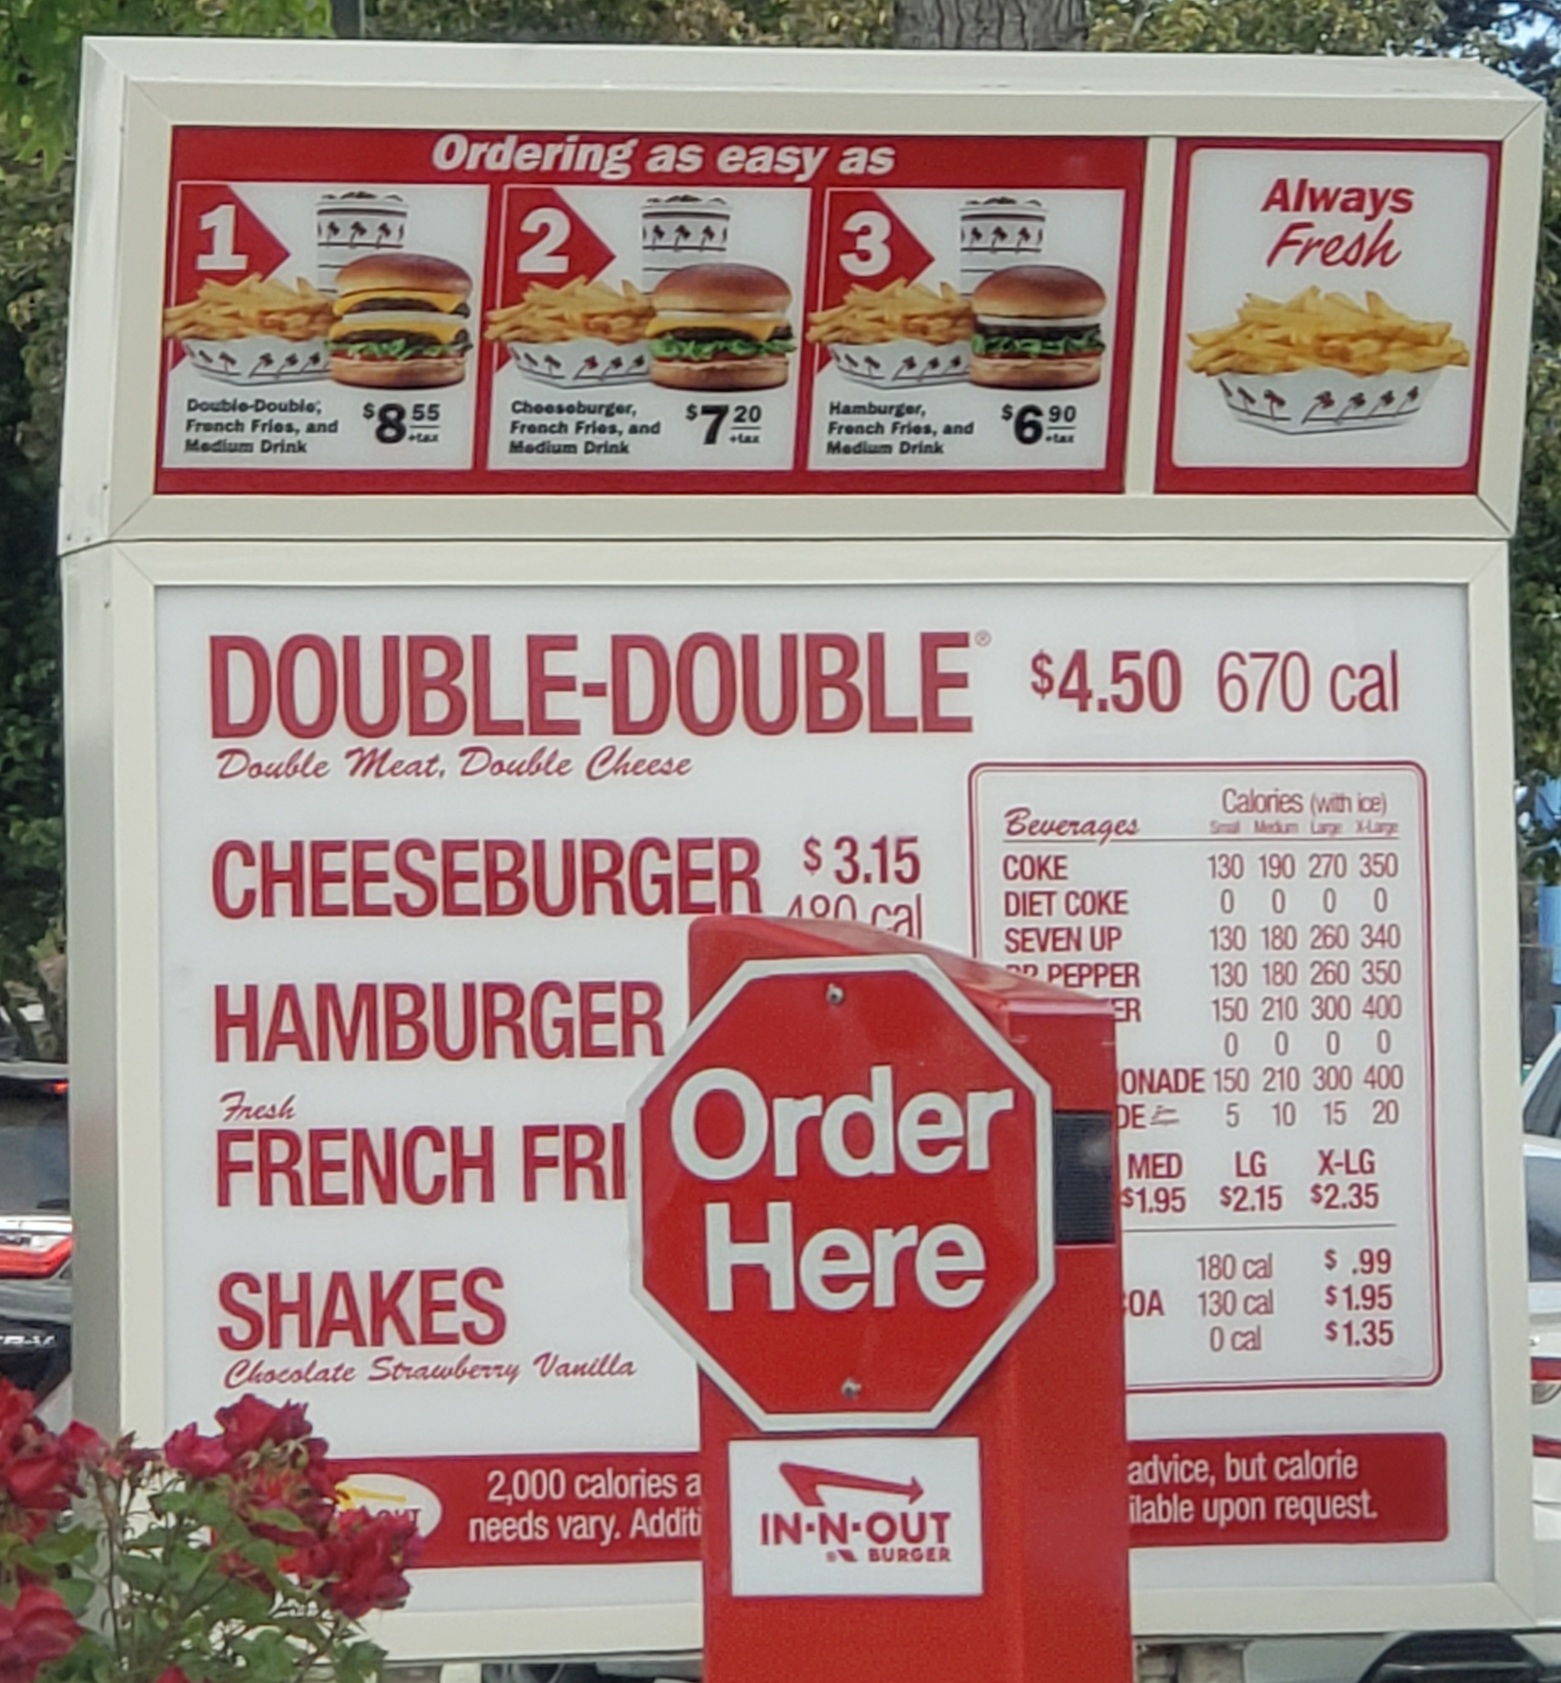 Ordering as easy as
1
Double-Double,
French Fries, and
Medium Drink
$8 55
+tax
2
Cheeseburger,
French Fries, and
Medium Drink
$7 20
+tax
3
Hamburger,
French Fries, and
Medium Drink
$6 90
+tax
Always
Fresh
DOUBLE-DOUBLE® $4.50 670 cal
Double Meat, Double Cheese
CHEESEBURGER $3.15
480 cal
HAMBURGER
Fresh
FRENCH FRI
SHAKES
Chocolate Strawberry Vanilla
Calories (with ice)
Beverages Small Medium Large X-Large
COKE 130 190 270 350
DIET COKE 0 0 0 0
SEVEN UP 130 180 260 340
DR PEPPER 130 180 260 350
ER 150 210 300 400
0 0 0 0
ONADE 150 210 300 400
DE 5 10 15 20
MED LG X-LG
$1.95 $2.15 $2.35
180 cal $ .99
OA 130 cal $1.95
0 cal $1.35
Order
Here
IN-N-OUT
BURGER
OUT
2,000 calories a
needs vary. Additi
advice, but calorie
ilable upon request.